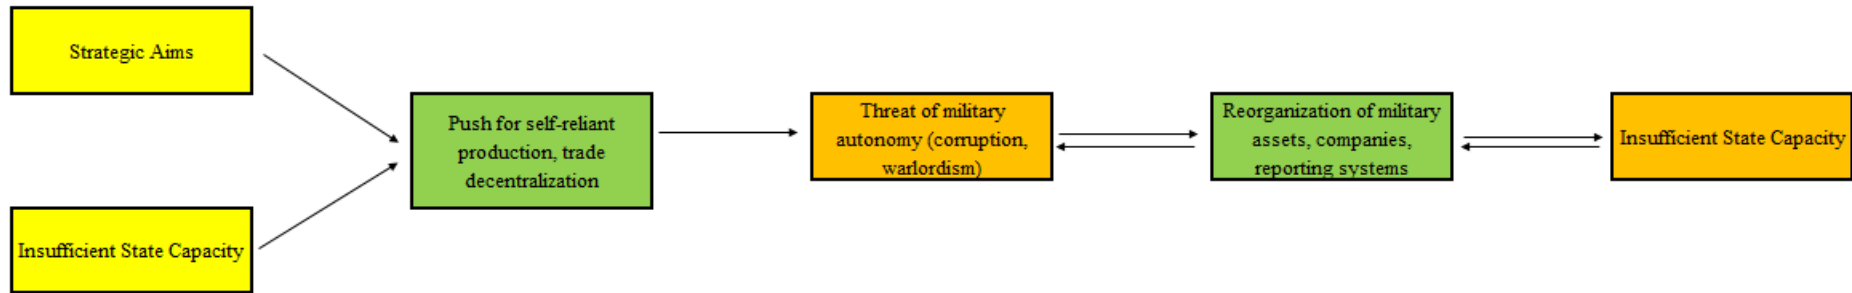 Strategic Aims
Insufficient State Capacity
Push for self-reliant
production, trade
decentralization
Threat of military
autonomy (corruption,
warlordism)
Reorganization of military
assets, companies,
reporting systems
Insufficient State Capacity